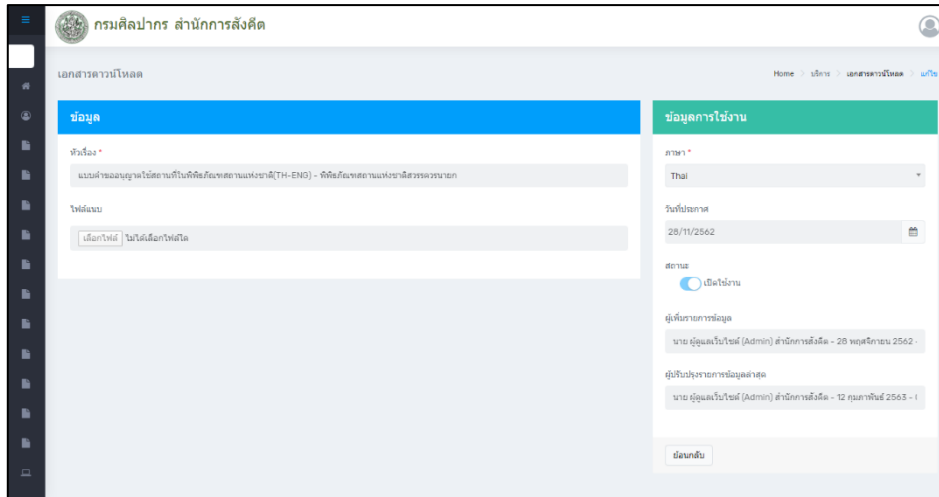 กรมศิลปากร สำนักการสังคีต
เอกสารดาวน์โหลด
Home > บริการ > เอกสารดาวน์โหลด > แก้ไข
ข้อมูล
หัวเรื่อง *
แบบคำขออนุญาตใช้สถานที่ในพิพิธภัณฑสถานแห่งชาติ(TH-ENG) - พิพิธภัณฑสถานแห่งชาติสวรรควรนายก
ไฟล์แนบ
เลือกไฟล์ ไม่ได้เลือกไฟล์ใด
ข้อมูลการใช้งาน
ภาษา *
Thai
วันที่ประกาศ
28/11/2562
สถานะ
เปิดใช้งาน
ผู้เพิ่มรายการข้อมูล
นาย ผู้ดูแลเว็บไซต์ (Admin) สำนักการสังคีต - 28 พฤศจิกายน 2562 -
ผู้ปรับปรุงรายการข้อมูลล่าสุด
นาย ผู้ดูแลเว็บไซต์ (Admin) สำนักการสังคีต - 12 กุมภาพันธ์ 2563 -
ย้อนกลับ